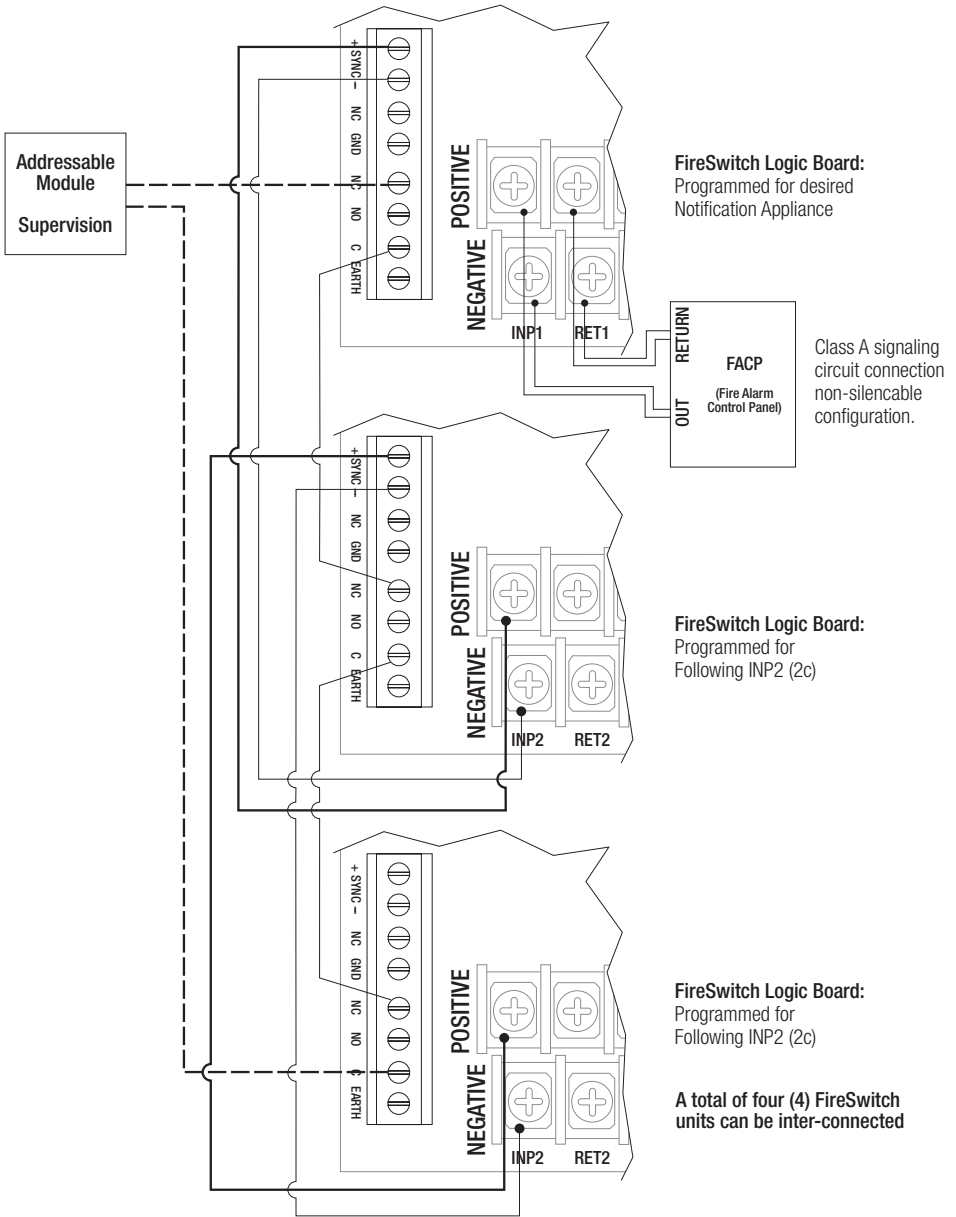 + SYNC –
NC
GND
NC
NO
C
EARTH
POSITIVE
NEGATIVE
INP1
RET1
Addressable
Module
Supervision
FireSwitch Logic Board:
Programmed for desired
Notification Appliance
RETURN
OUT
FACP
(Fire Alarm
Control Panel)
Class A signaling
circuit connection
non-silencable
configuration.
+ SYNC –
NC
GND
NC
NO
C
EARTH
POSITIVE
NEGATIVE
INP2
RET2
FireSwitch Logic Board:
Programmed for
Following INP2 (2c)
+ SYNC –
NC
GND
NC
NO
C
EARTH
POSITIVE
NEGATIVE
INP2
RET2
FireSwitch Logic Board:
Programmed for
Following INP2 (2c)
A total of four (4) FireSwitch
units can be inter-connected